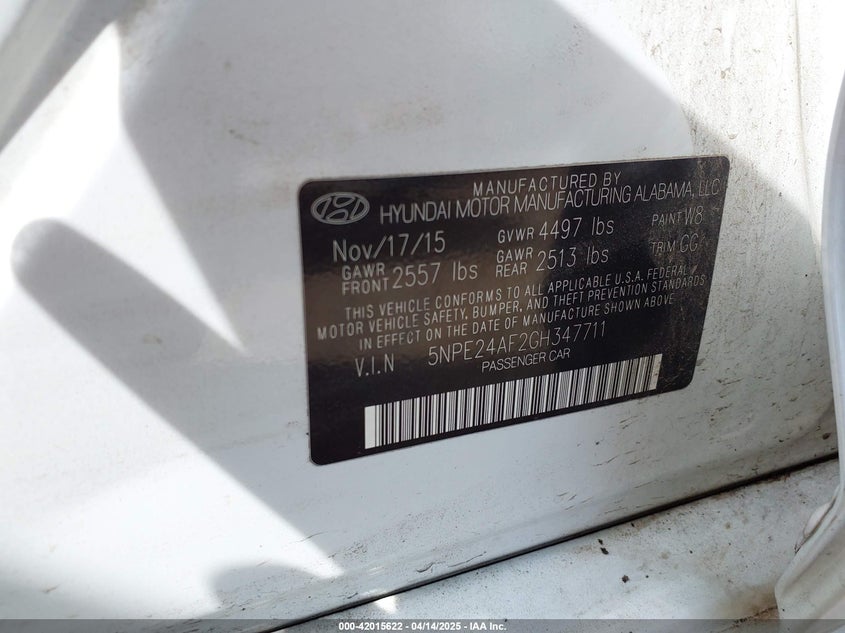 MANUFACTURED BY
HYUNDAI MOTOR MANUFACTURING ALABAMA, LLC
Nov/17/15 GVWR 4497 lbs PAINT W8
GAWR FRONT 2557 lbs GAWR REAR 2513 lbs TRIM GG
THIS VEHICLE CONFORMS TO ALL APPLICABLE U.S.A. FEDERAL
MOTOR VEHICLE SAFETY, BUMPER, AND THEFT PREVENTION STANDARDS
IN EFFECT ON THE DATE OF MANUFACTURE SHOWN ABOVE
V.I.N 5NPE24AF2GH347711
PASSENGER CAR
000-42015622 - 04/14/2025 - IAA Inc.